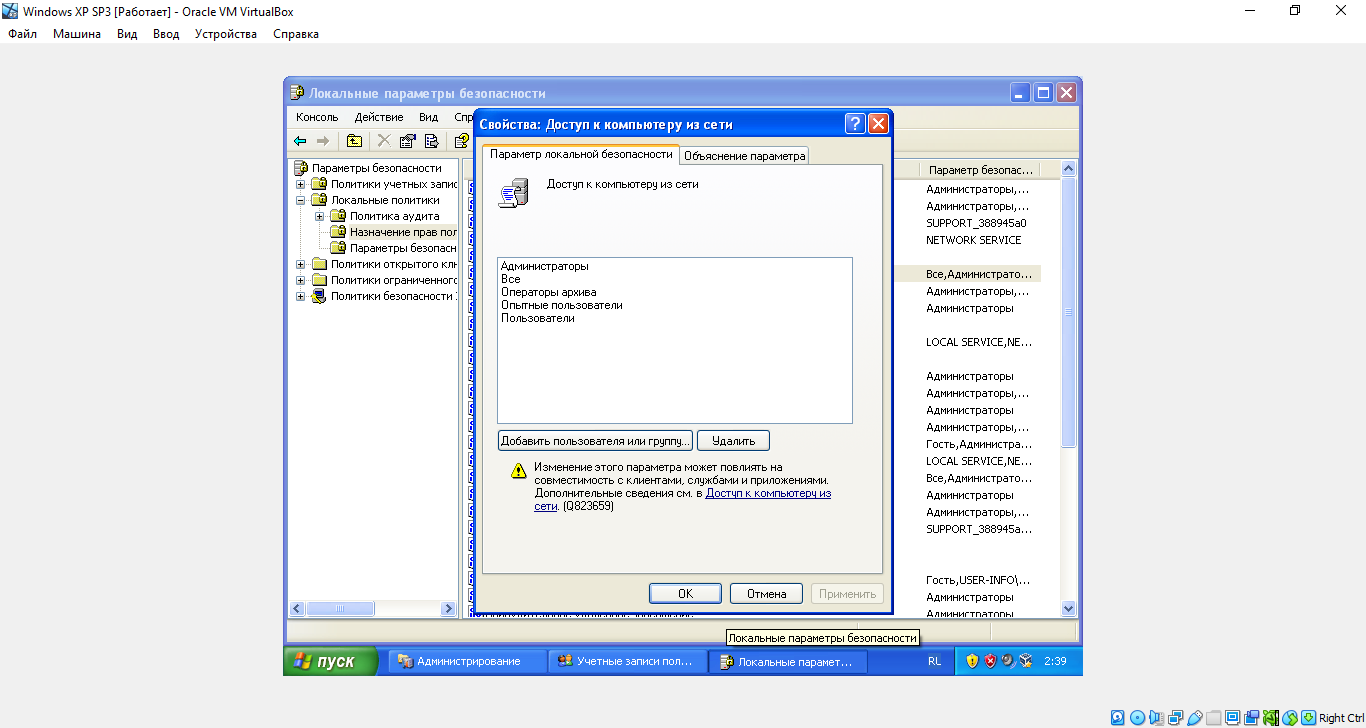 Windows XP SP3 [Работает] - Oracle VM VirtualBox
Файл Машина Вид Ввод Устройства Справка
Локальные параметры безопасности
Консоль Действие Вид Спр
Свойства: Доступ к компьютеру из сети
Параметр локальной безопасности
Объяснение параметра
Доступ к компьютеру из сети
Администраторы
Все
Операторы архива
Опытные пользователи
Пользователи
Добавить пользователя или группу...
Удалить
Изменение этого параметра может повлиять на
совместимость с клиентами, службами и приложениями.
Дополнительные сведения см. в Доступ к компьютеру из
сети. (Q823659)
OK
Отмена
Применить
Параметры безопасности
Политики учетных запис
Локальные политики
Политика аудита
Назначение прав пол
Параметры безопасн
Политики открытого клю
Политики ограниченного
Политики безопасности
Параметр безопас...
Администраторы,...
Администраторы,...
SUPPORT_388945a0
NETWORK SERVICE
Все,Администрато...
Администраторы,...
Администраторы
LOCAL SERVICE,NE...
Администраторы
Администраторы,...
Администраторы
Администраторы,...
Гость,Администра...
LOCAL SERVICE,NE...
Все,Администрато...
Администраторы
Администраторы,...
SUPPORT_388945a...
Гость,USER-INFO\...
Администраторы
Администраторы
Локальные параметры безопасности
пуск
Администрирование
Учетные записи пол...
Локальные парамет...
RL
2:39
Right Ctrl